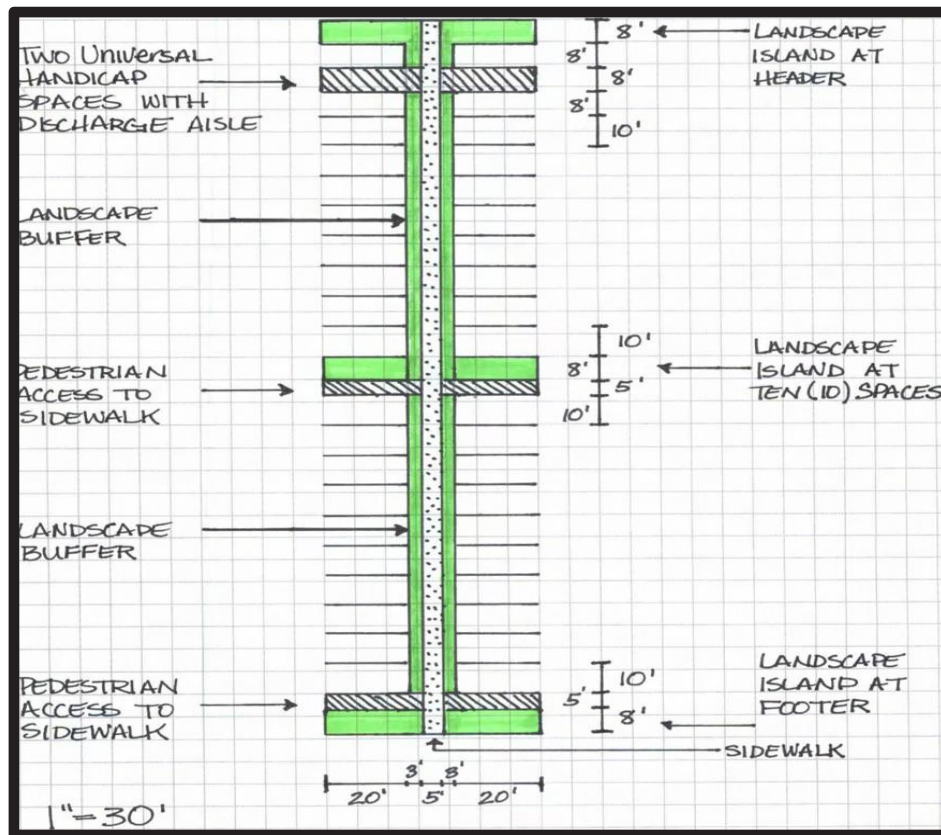 TWO UNIVERSAL
HANDICAP
SPACES WITH
DISCHARGE AISLE
8'
8'
8'
8'
10'
LANDSCAPE
ISLAND AT
HEADER
LANDSCAPE
BUFFER
PEDESTRIAN
ACCESS TO
SIDEWALK
10'
8'
5'
10'
LANDSCAPE
ISLAND AT
TEN (10) SPACES
LANDSCAPE
BUFFER
PEDESTRIAN
ACCESS TO
SIDEWALK
10'
5'
8'
LANDSCAPE
ISLAND AT
FOOTER
SIDEWALK
3' 3'
20' 5' 20'
1"=30'